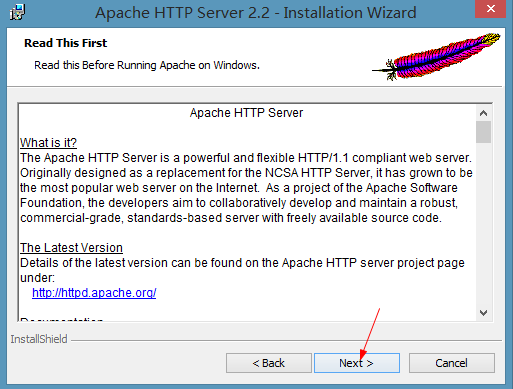 Apache HTTP Server 2.2 - Installation Wizard
Read This First
Read this Before Running Apache on Windows.
Apache HTTP Server
What is it?
The Apache HTTP Server is a powerful and flexible HTTP/1.1 compliant web server.
Originally designed as a replacement for the NCSA HTTP Server, it has grown to be
the most popular web server on the Internet.  As a project of the Apache Software
Foundation, the developers aim to collaboratively develop and maintain a robust,
commercial-grade, standards-based server with freely available source code.
The Latest Version
Details of the latest version can be found on the Apache HTTP server project page
under:
http://httpd.apache.org/
Documentation
InstallShield
< Back
Next >
Cancel